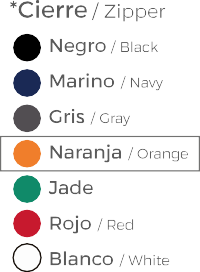 *Cierre / Zipper
Negro / Black
Marino / Navy
Gris / Gray
Naranja / Orange
Jade
Rojo / Red
Blanco / White